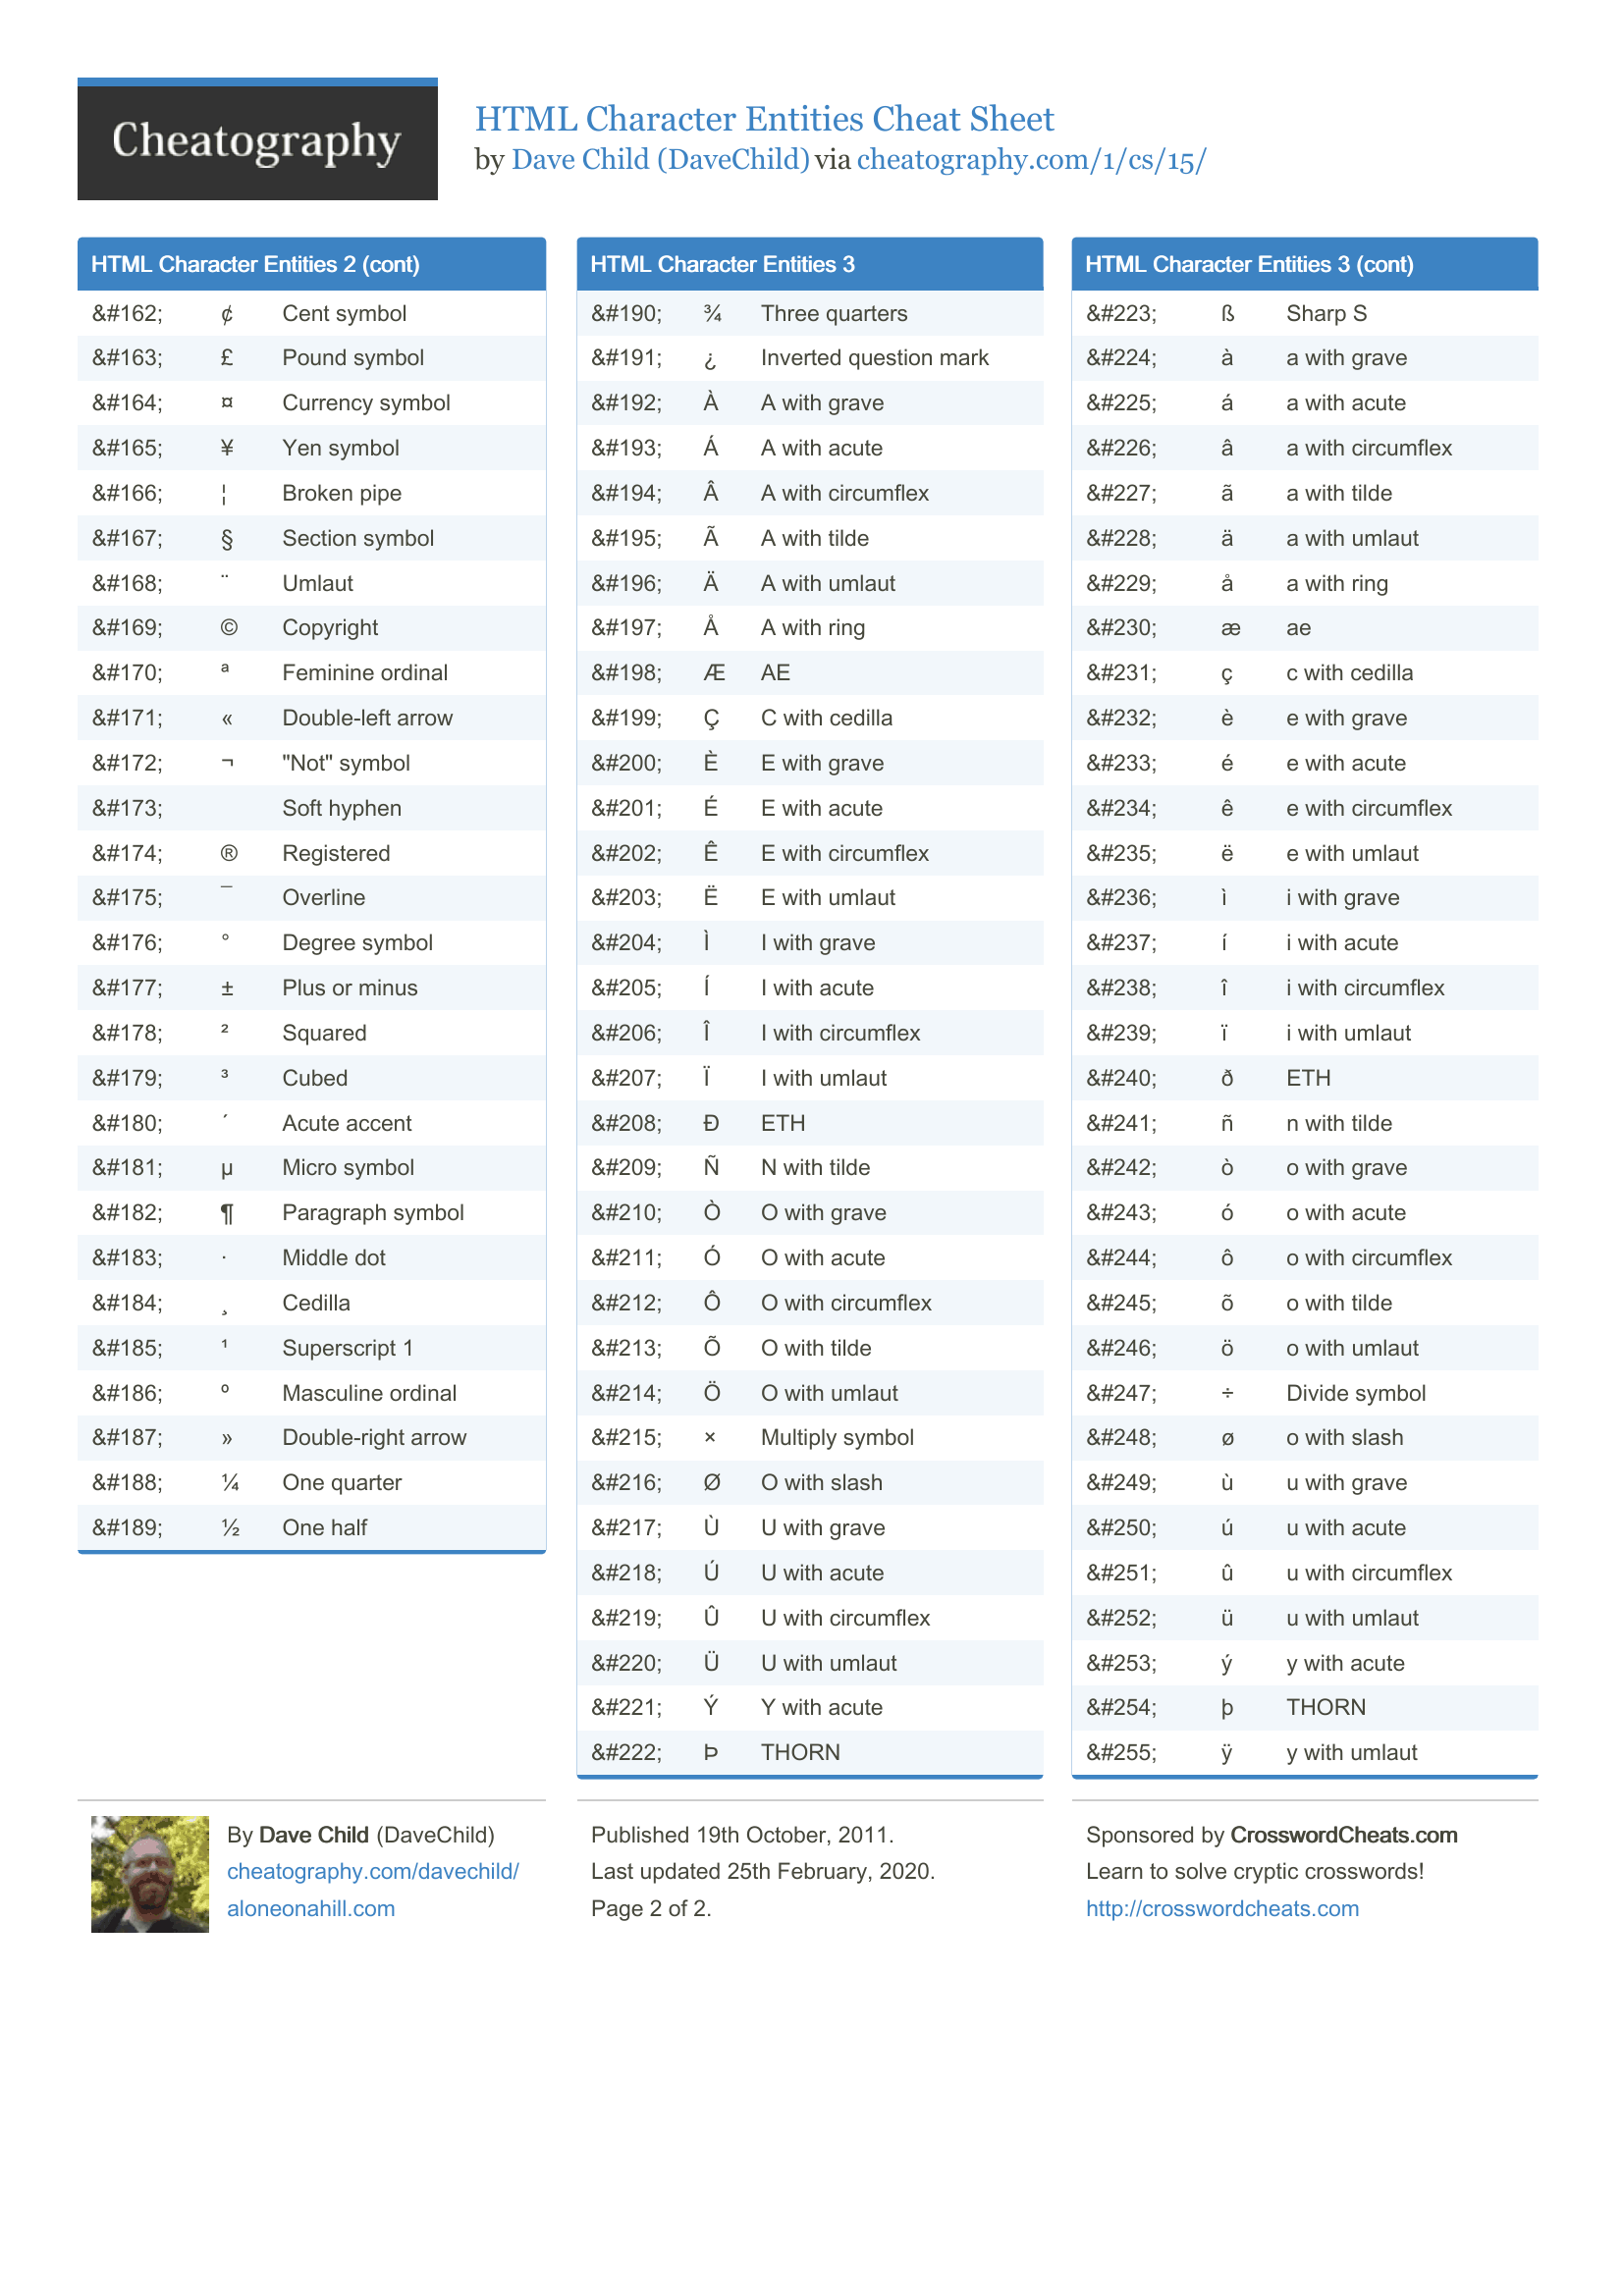 Cheatography
HTML Character Entities Cheat Sheet
by Dave Child (DaveChild) via cheatography.com/1/cs/15/
HTML Character Entities 2 (cont)
&#162; ¢ Cent symbol
&#163; £ Pound symbol
&#164; ¤ Currency symbol
&#165; ¥ Yen symbol
&#166; ¦ Broken pipe
&#167; § Section symbol
&#168; ¨ Umlaut
&#169; © Copyright
&#170; ª Feminine ordinal
&#171; « Double-left arrow
&#172; ¬ "Not" symbol
&#173; Soft hyphen
&#174; ® Registered
&#175; ¯ Overline
&#176; ° Degree symbol
&#177; ± Plus or minus
&#178; ² Squared
&#179; ³ Cubed
&#180; ´ Acute accent
&#181; µ Micro symbol
&#182; ¶ Paragraph symbol
&#183; · Middle dot
&#184; ¸ Cedilla
&#185; ¹ Superscript 1
&#186; º Masculine ordinal
&#187; » Double-right arrow
&#188; ¼ One quarter
&#189; ½ One half
HTML Character Entities 3
&#190; ¾ Three quarters
&#191; ¿ Inverted question mark
&#192; À A with grave
&#193; Á A with acute
&#194; Â A with circumflex
&#195; Ã A with tilde
&#196; Ä A with umlaut
&#197; Å A with ring
&#198; Æ AE
&#199; Ç C with cedilla
&#200; È E with grave
&#201; É E with acute
&#202; Ê E with circumflex
&#203; Ë E with umlaut
&#204; Ì I with grave
&#205; Í I with acute
&#206; Î I with circumflex
&#207; Ï I with umlaut
&#208; Ð ETH
&#209; Ñ N with tilde
&#210; Ò O with grave
&#211; Ó O with acute
&#212; Ô O with circumflex
&#213; Õ O with tilde
&#214; Ö O with umlaut
&#215; × Multiply symbol
&#216; Ø O with slash
&#217; Ù U with grave
&#218; Ú U with acute
&#219; Û U with circumflex
&#220; Ü U with umlaut
&#221; Ý Y with acute
&#222; Þ THORN
HTML Character Entities 3 (cont)
&#223; ß Sharp S
&#224; à a with grave
&#225; á a with acute
&#226; â a with circumflex
&#227; ã a with tilde
&#228; ä a with umlaut
&#229; å a with ring
&#230; æ ae
&#231; ç c with cedilla
&#232; è e with grave
&#233; é e with acute
&#234; ê e with circumflex
&#235; ë e with umlaut
&#236; ì i with grave
&#237; í i with acute
&#238; î i with circumflex
&#239; ï i with umlaut
&#240; ð ETH
&#241; ñ n with tilde
&#242; ò o with grave
&#243; ó o with acute
&#244; ô o with circumflex
&#245; õ o with tilde
&#246; ö o with umlaut
&#247; ÷ Divide symbol
&#248; ø o with slash
&#249; ù u with grave
&#250; ú u with acute
&#251; û u with circumflex
&#252; ü u with umlaut
&#253; ý y with acute
&#254; þ THORN
&#255; ÿ y with umlaut
By Dave Child (DaveChild)
cheatography.com/davechild/
aloneonahill.com
Published 19th October, 2011.
Last updated 25th February, 2020.
Page 2 of 2.
Sponsored by CrosswordCheats.com
Learn to solve cryptic crosswords!
http://crosswordcheats.com